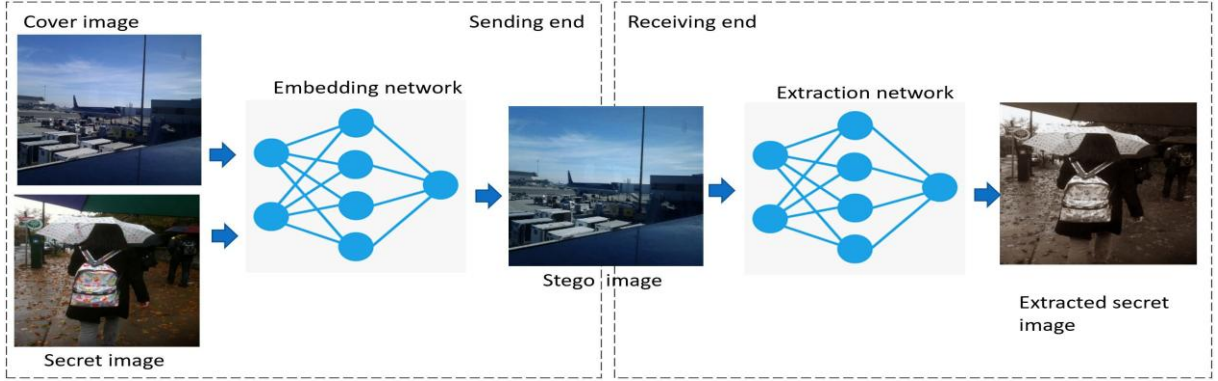 Cover image
Sending end
Receiving end
Embedding network
Extraction network
Stego image
Extracted secret
image
Secret image